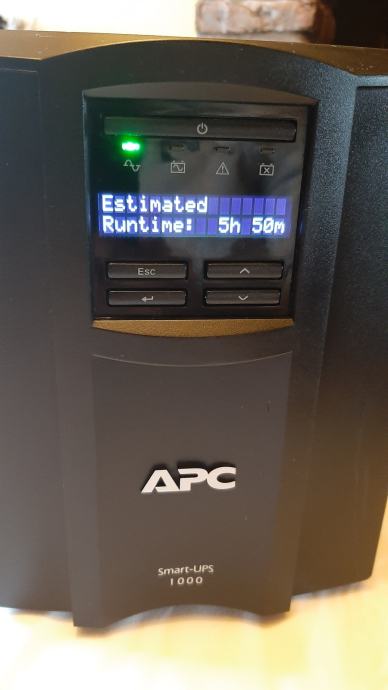 Estimated
Runtime: 5h 50m
Esc
APC
Smart-UPS
1000